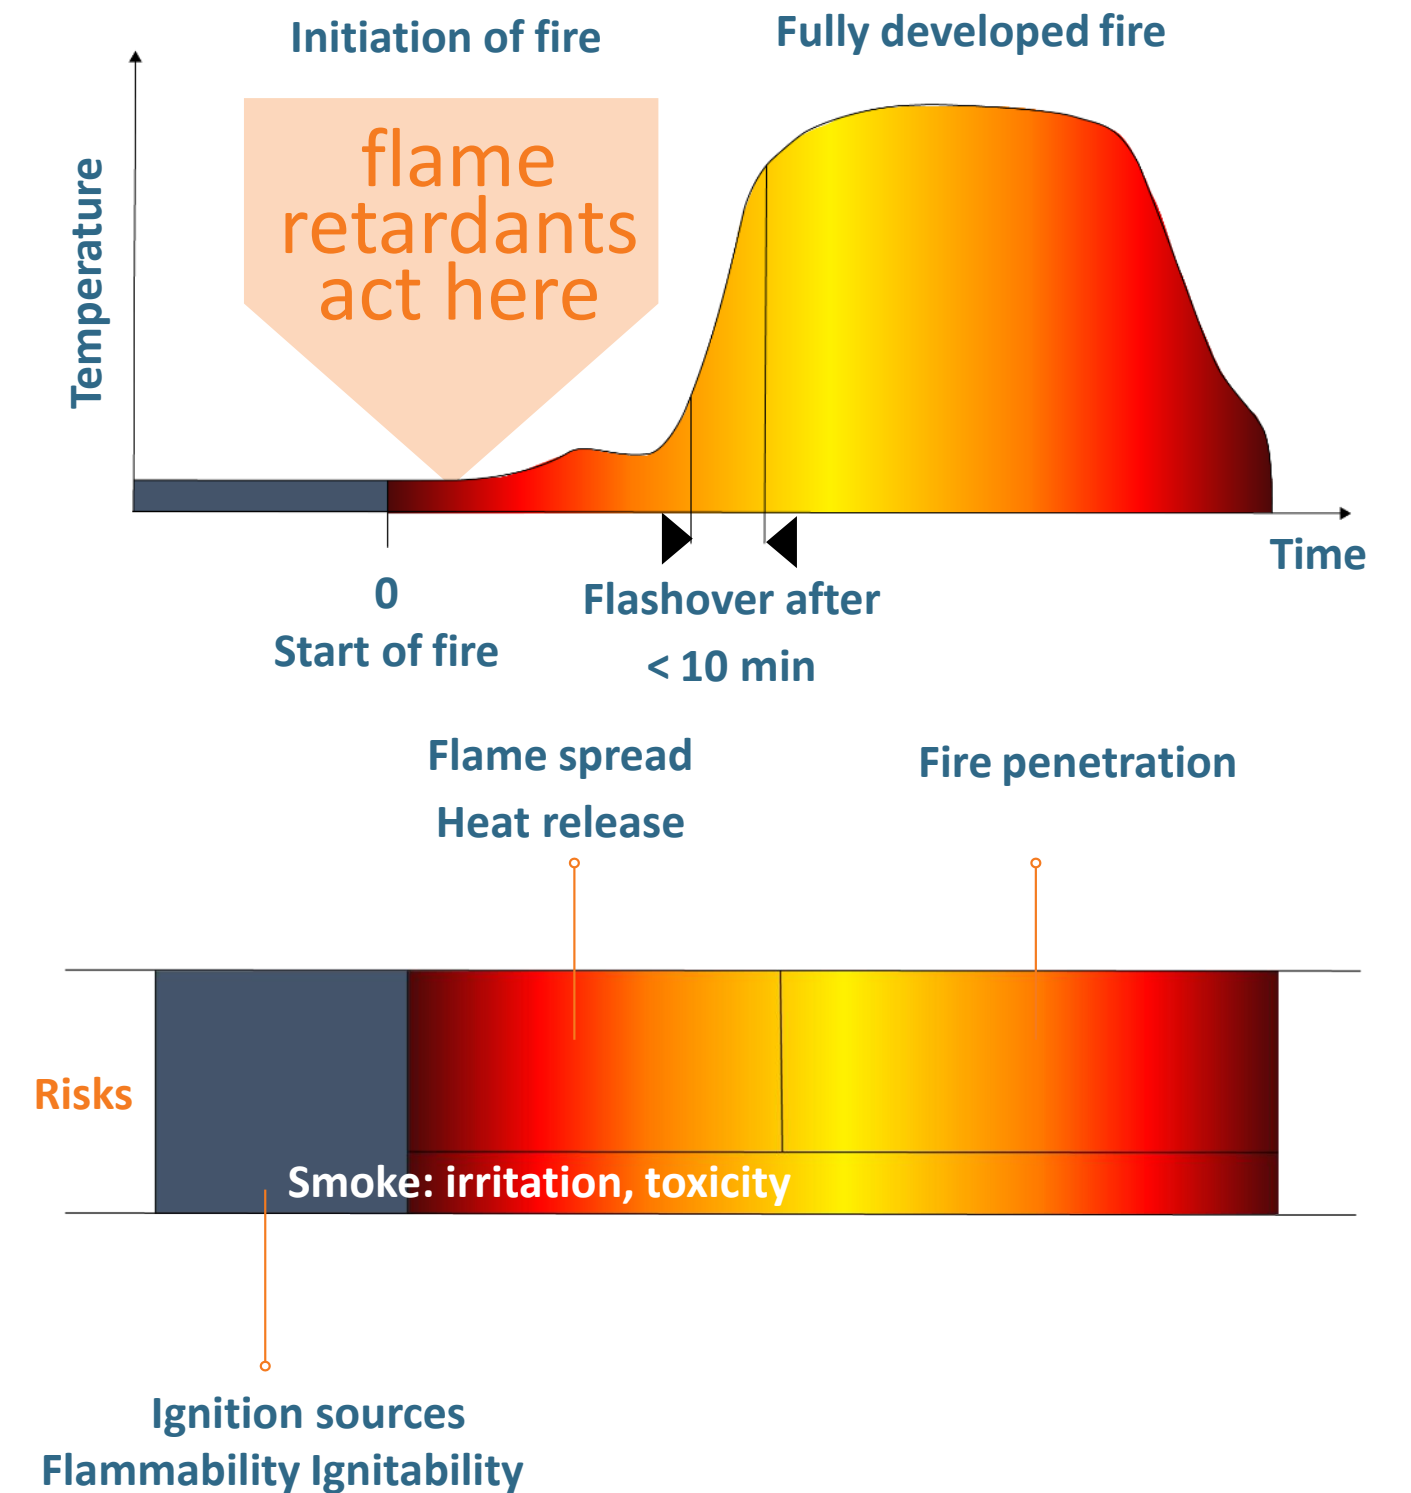 Initiation of fire
Fully developed fire
flame
retardants
act here
Temperature
Time
0
Start of fire
Flashover after
< 10 min
Flame spread
Heat release
Fire penetration
Risks
Smoke: irritation, toxicity
Ignition sources
Flammability Ignitability